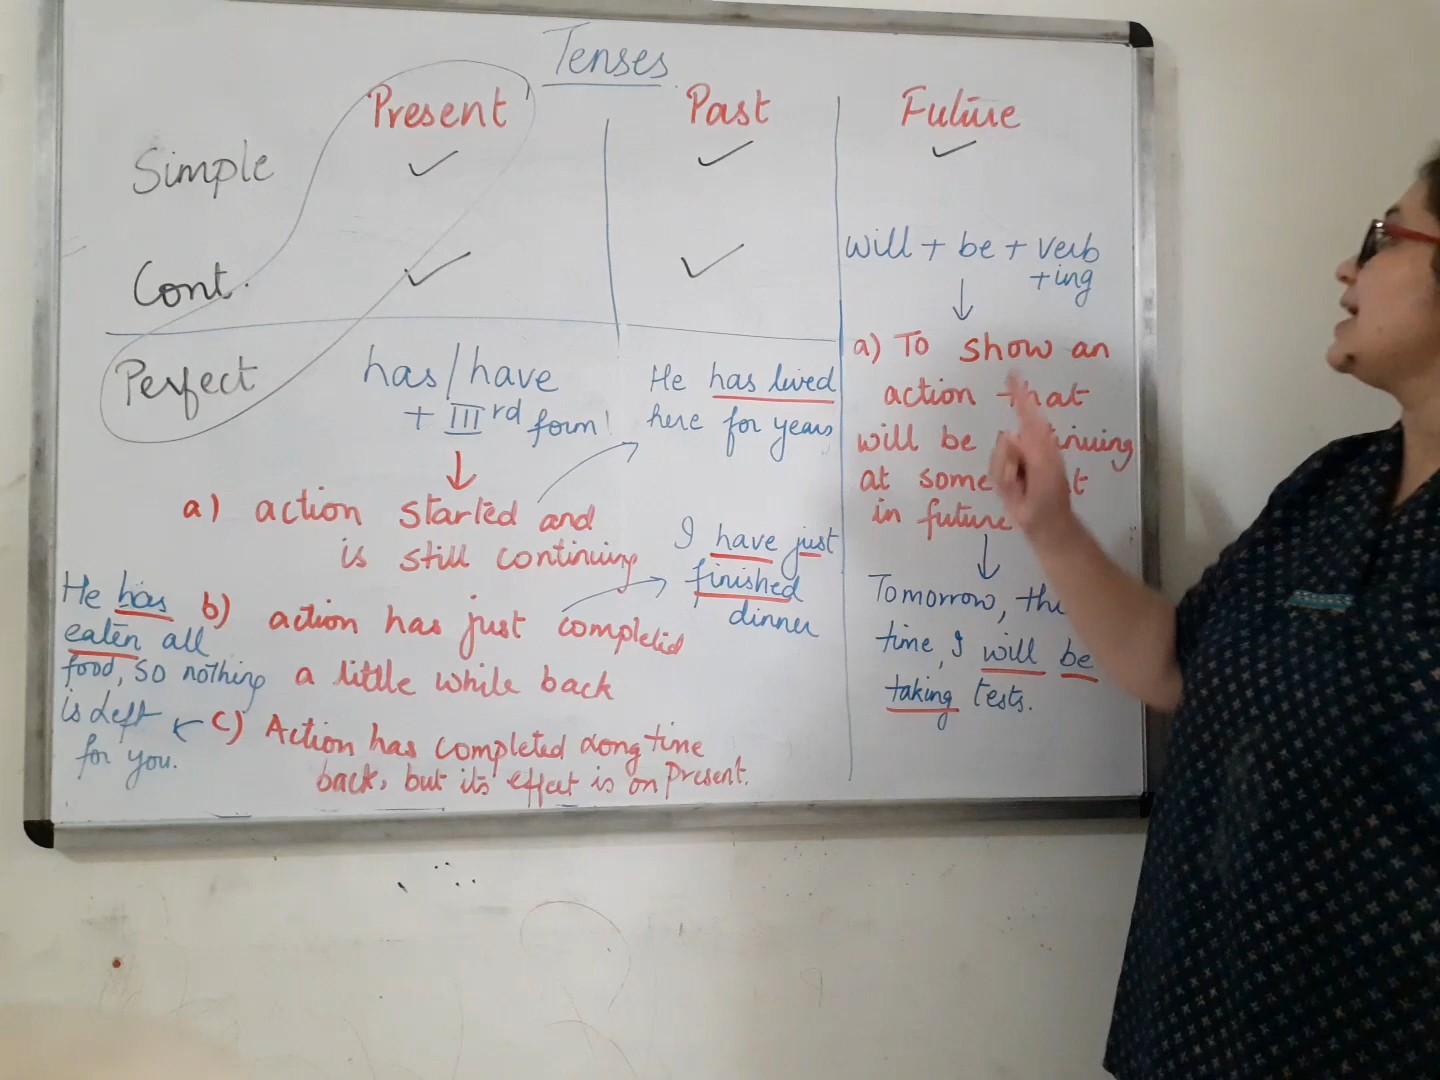 Tenses
Present Past Future
Simple
Cont.
will + be + verb
+ing
a) To show an
action that
will be
at some
in future
Tomorrow, 
time, I will be
taking tests.
Perfect
has/have
+ IIIrd form
He has lived
here for years
a) action started and
is still continuing
I have just
finished
dinner
b) action has just completed
a little while back
c) Action has completed long time
back, but its effect is on Present.
He has
eaten all
food, so nothing
is left
for you.